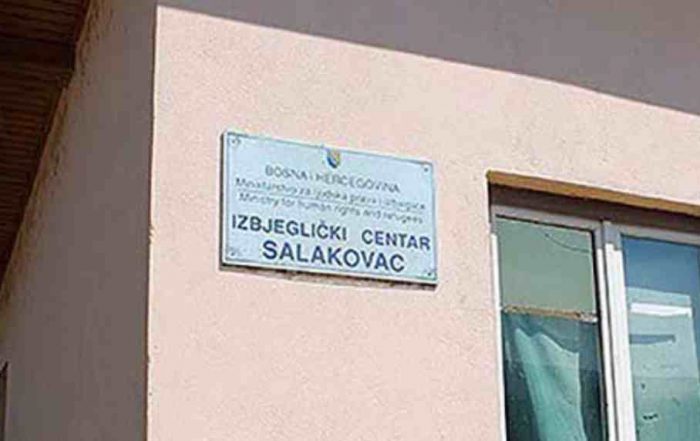 BOSNA I HERCEGOVINA
Ministarstvo za ljudska prava i izbjeglice
Ministry for human rights and refugees
IZBJEGLIČKI CENTAR
SALAKOVAC